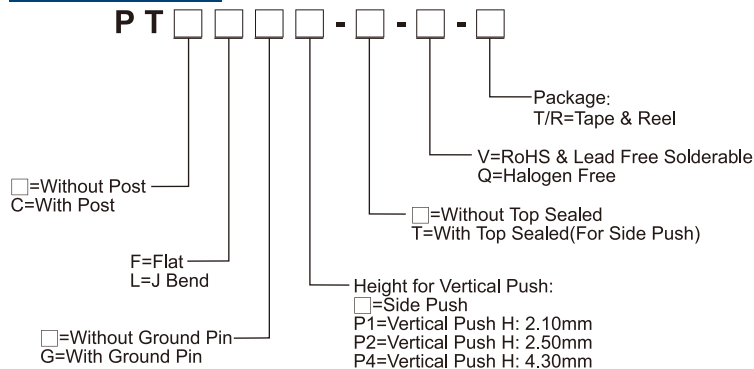 PT□□□□-□-□-□
Package:
T/R=Tape & Reel
V=RoHS & Lead Free Solderable
Q=Halogen Free
□=Without Post
C=With Post
□=Without Top Sealed
T=With Top Sealed(For Side Push)
F=Flat
L=J Bend
Height for Vertical Push:
□=Side Push
P1=Vertical Push H: 2.10mm
P2=Vertical Push H: 2.50mm
P4=Vertical Push H: 4.30mm
□=Without Ground Pin
G=With Ground Pin